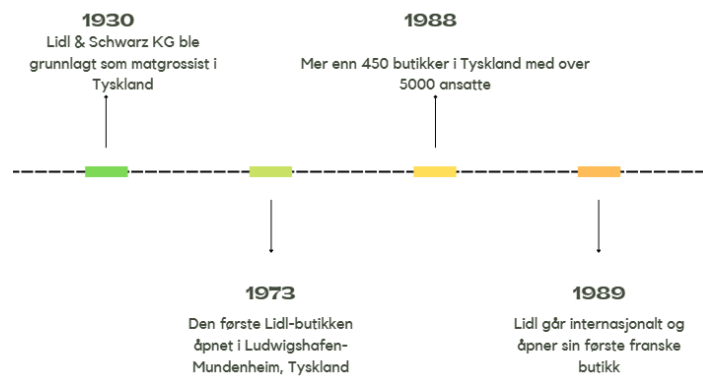 1930
Lidl & Schwarz KG ble
grunnlagt som matgrossist i
Tyskland
1988
Mer enn 450 butikker i Tyskland med over
5000 ansatte
1973
Den første Lidl-butikken
åpnet i Ludwigshafen-
Mundenheim, Tyskland
1989
Lidl går internasjonalt og
åpner sin første franske
butikk